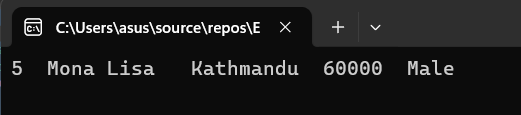 C:\Users\asus\source\repos\E
5  Mona Lisa   Kathmandu  60000  Male